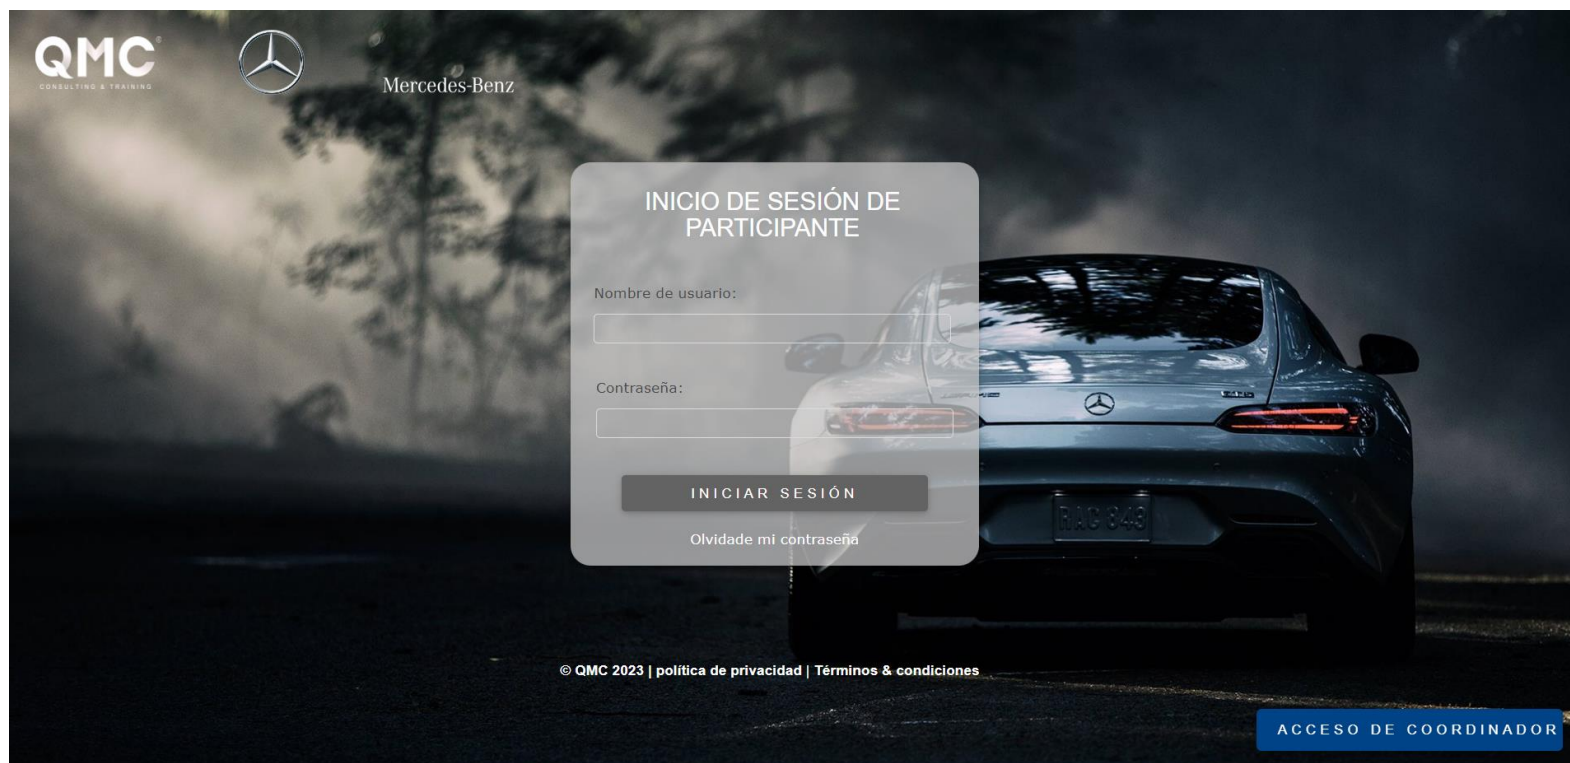 QMC
CONSULTING & TRAINING
Mercedes-Benz
INICIO DE SESIÓN DE
PARTICIPANTE
Nombre de usuario:
Contraseña:
INICIAR SESIÓN
Olvidade mi contraseña
© QMC 2023 | política de privacidad | Términos & condiciones
ACCESO DE COORDINADOR